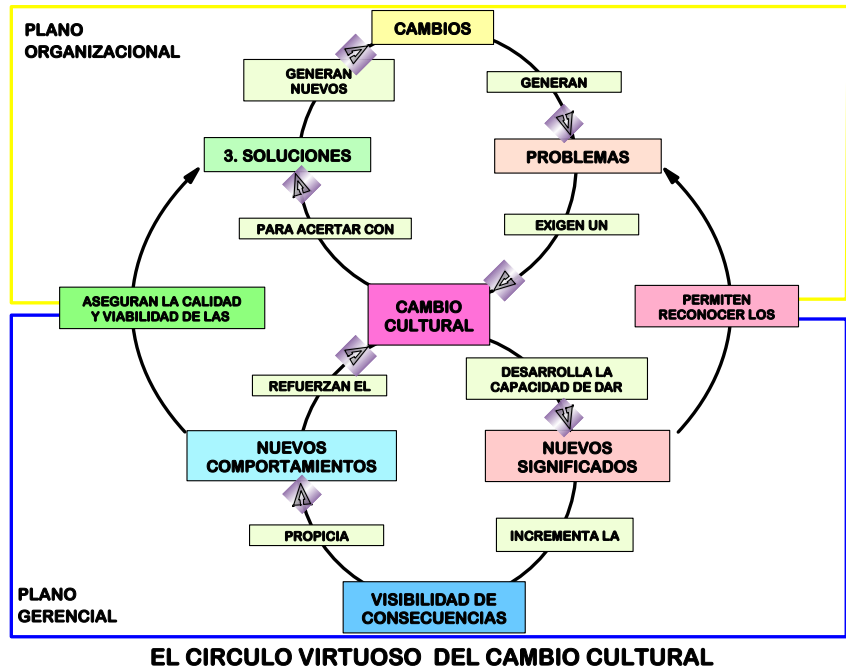 PLANO
ORGANIZACIONAL
CAMBIOS
GENERAN
NUEVOS
GENERAN
3. SOLUCIONES
PROBLEMAS
PARA ACERTAR CON
EXIGEN UN
ASEGURAN LA CALIDAD
Y VIABILIDAD DE LAS
CAMBIO
CULTURAL
PERMITEN
RECONOCER LOS
REFUERZAN EL
DESARROLLA LA
CAPACIDAD DE DAR
NUEVOS
COMPORTAMIENTOS
NUEVOS
SIGNIFICADOS
PROPICIA
INCREMENTA LA
VISIBILIDAD DE
CONSECUENCIAS
PLANO
GERENCIAL
EL CIRCULO VIRTUOSO DEL CAMBIO CULTURAL